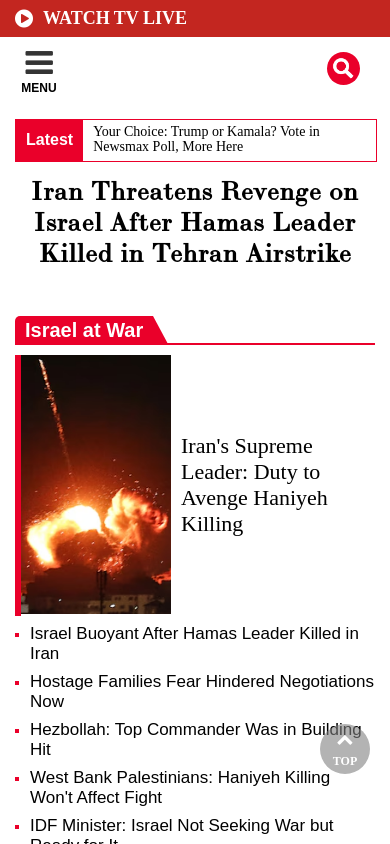 WATCH TV LIVE
MENU
Latest
Your Choice: Trump or Kamala? Vote in
Newsmax Poll, More Here
Iran Threatens Revenge on
Israel After Hamas Leader
Killed in Tehran Airstrike
Israel at War
Iran's Supreme
Leader: Duty to
Avenge Haniyeh
Killing
Israel Buoyant After Hamas Leader Killed in
Iran
Hostage Families Fear Hindered Negotiations
Now
Hezbollah: Top Commander Was in Building
Hit
TOP
West Bank Palestinians: Haniyeh Killing
Won't Affect Fight
IDF Minister: Israel Not Seeking War but
Ready for It